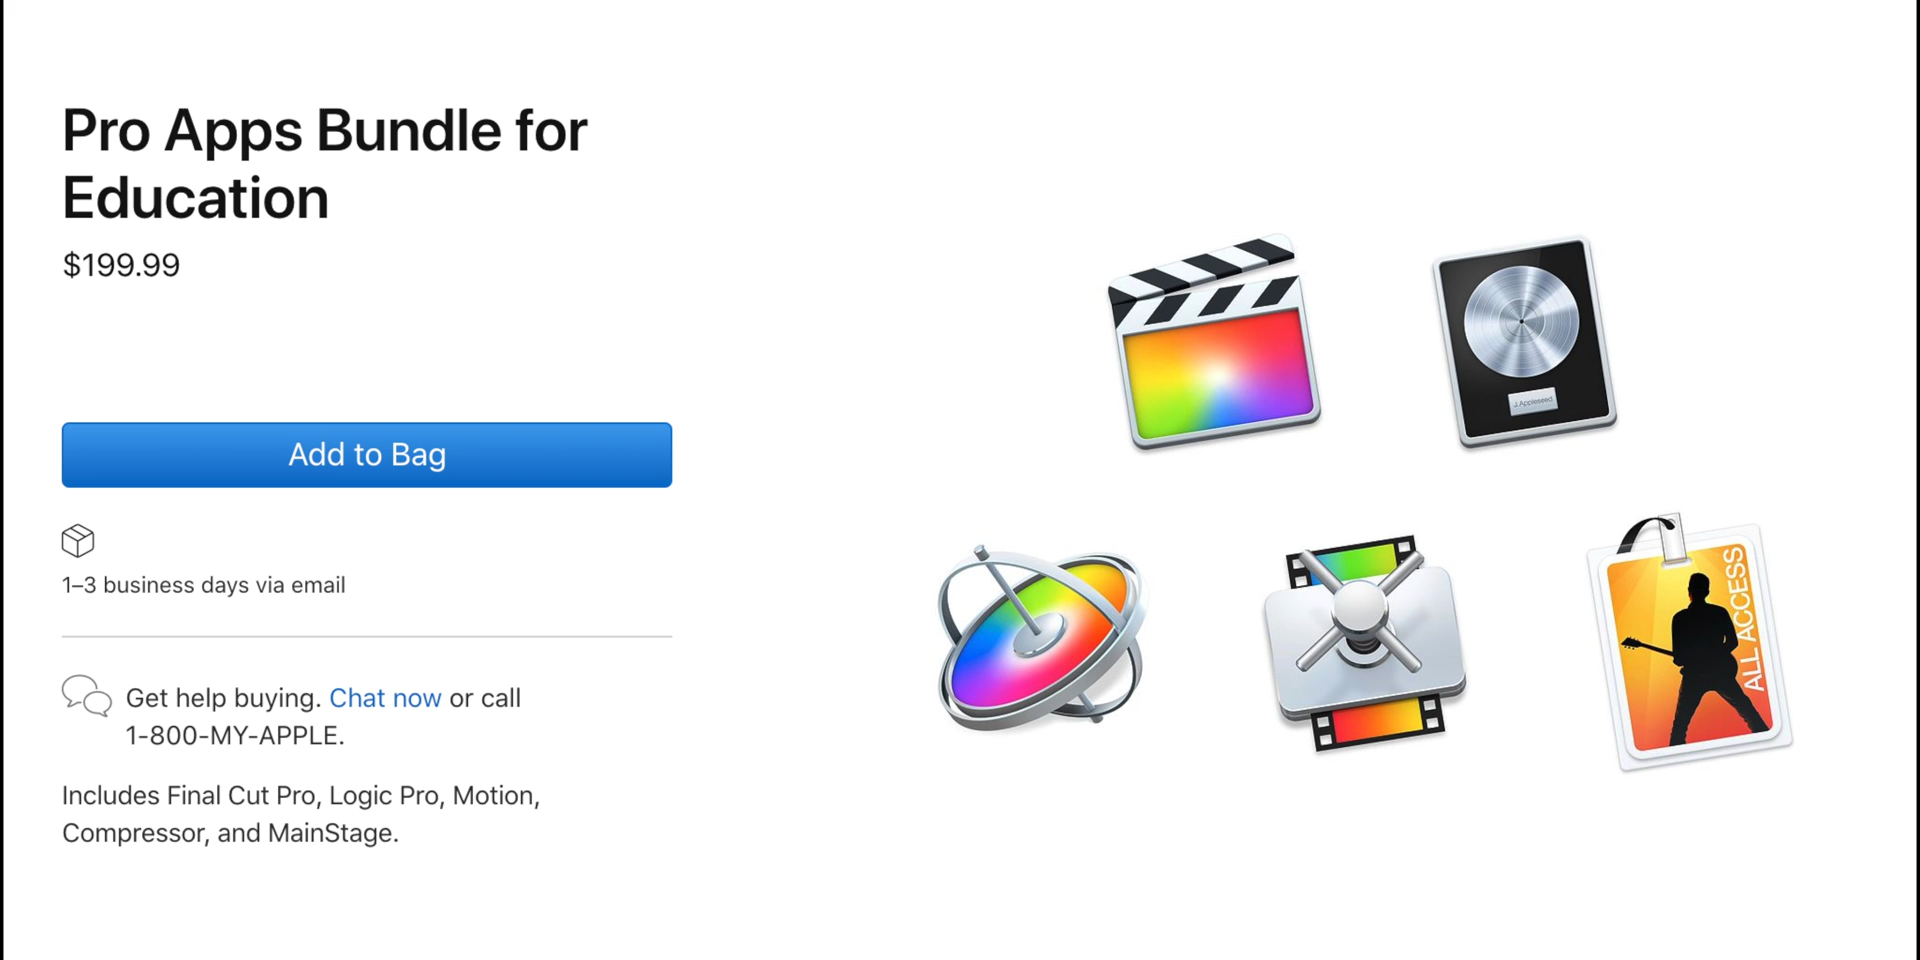 Pro Apps Bundle for
Education
$199.99
Add to Bag
1–3 business days via email
Get help buying. Chat now or call
1-800-MY-APPLE.
Includes Final Cut Pro, Logic Pro, Motion,
Compressor, and MainStage.
J.Appleseed
ALL ACCESS